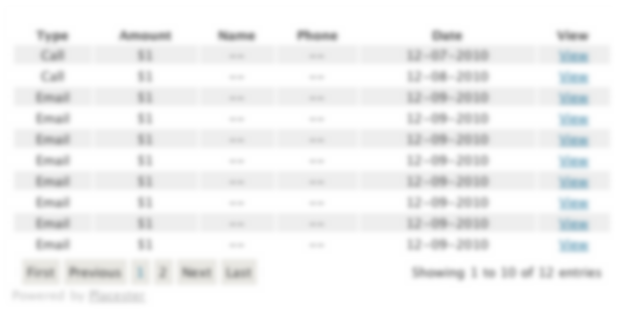 Type Amount Name Phone Date View
Call $1 -- -- 12-07-2010 View
Call $1 -- -- 12-08-2010 View
Email $1 -- -- 12-09-2010 View
Email $1 -- -- 12-09-2010 View
Email $1 -- -- 12-09-2010 View
Email $1 -- -- 12-09-2010 View
Email $1 -- -- 12-09-2010 View
Email $1 -- -- 12-09-2010 View
Email $1 -- -- 12-09-2010 View
Email $1 -- -- 12-09-2010 View
First Previous 1 2 Next Last Showing 1 to 10 of 12 entries
Powered by